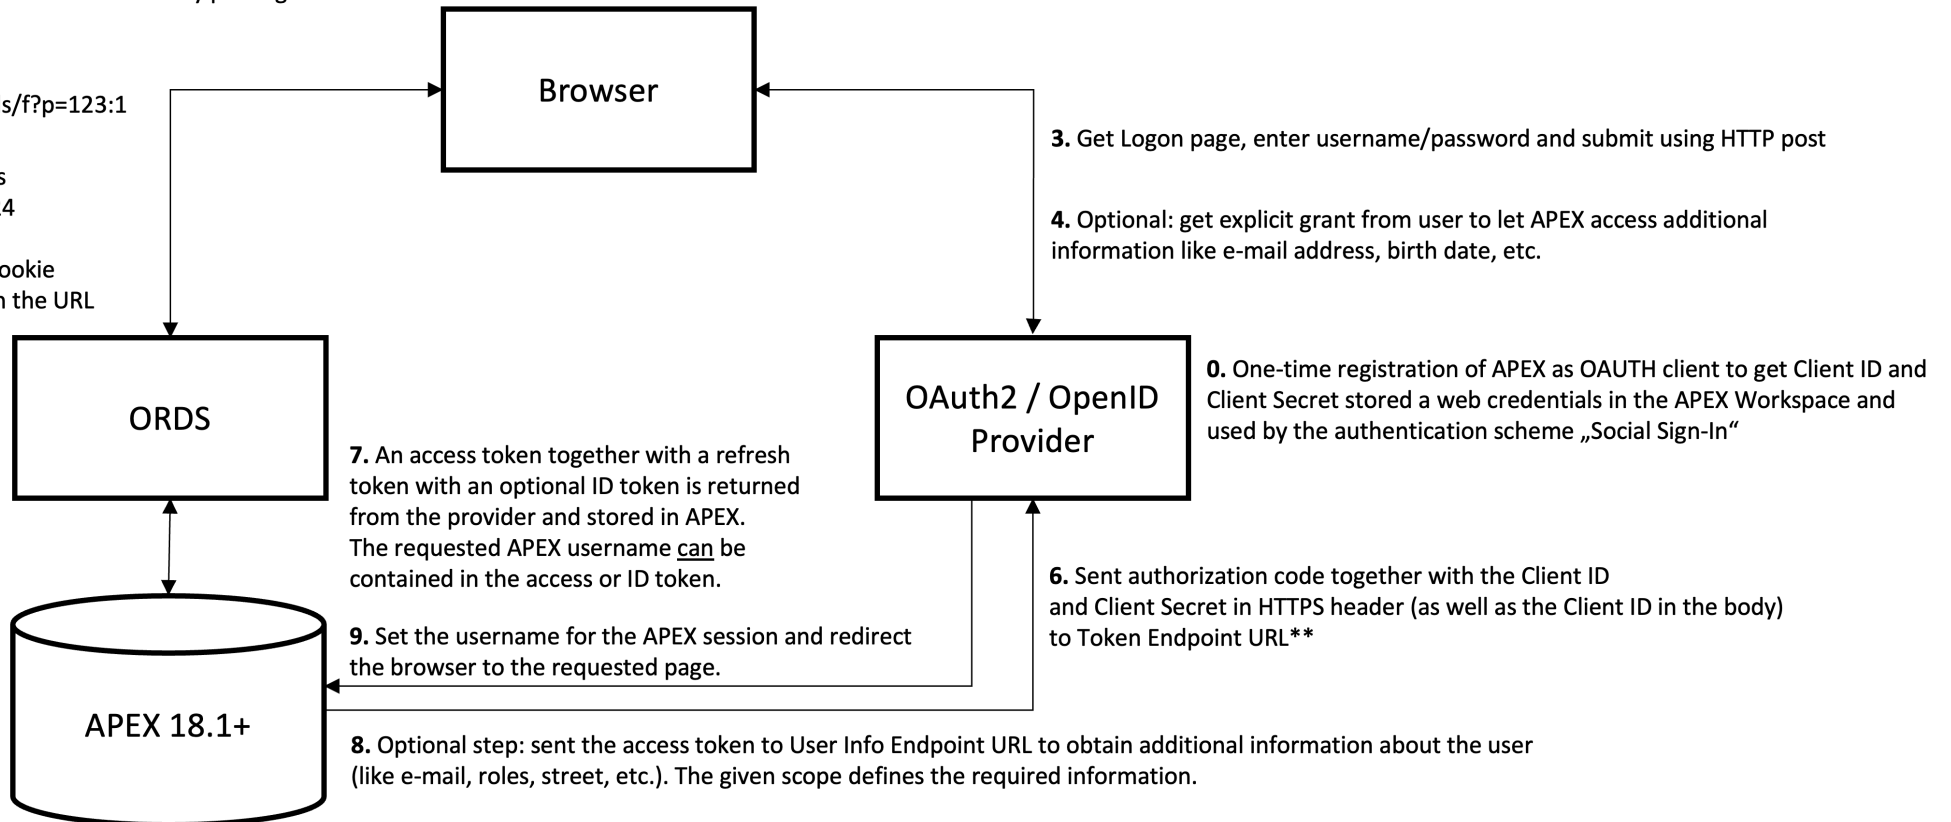 s/f?p=123:1
s
4
ookie
n the URL
Browser
3. Get Logon page, enter username/password and submit using HTTP post
4. Optional: get explicit grant from user to let APEX access additional
information like e-mail address, birth date, etc.
ORDS
OAuth2 / OpenID
Provider
0. One-time registration of APEX as OAUTH client to get Client ID and
Client Secret stored a web credentials in the APEX Workspace and
used by the authentication scheme „Social Sign-In“
7. An access token together with a refresh
token with an optional ID token is returned
from the provider and stored in APEX.
The requested APEX username can be
contained in the access or ID token.
6. Sent authorization code together with the Client ID
and Client Secret in HTTPS header (as well as the Client ID in the body)
to Token Endpoint URL**
9. Set the username for the APEX session and redirect
the browser to the requested page.
APEX 18.1+
8. Optional step: sent the access token to User Info Endpoint URL to obtain additional information about the user
(like e-mail, roles, street, etc.). The given scope defines the required information.